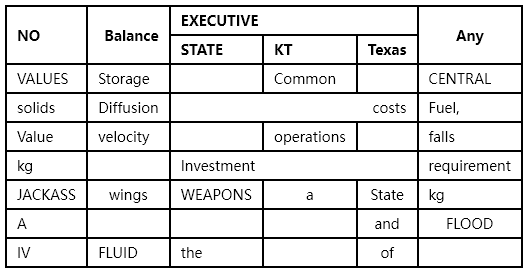 NO Balance EXECUTIVE Any
STATE KT Texas
VALUES Storage Common CENTRAL
solids Diffusion costs Fuel,
Value velocity operations falls
kg Investment requirement
JACKASS wings WEAPONS a State kg
A and FLOOD
IV FLUID the of